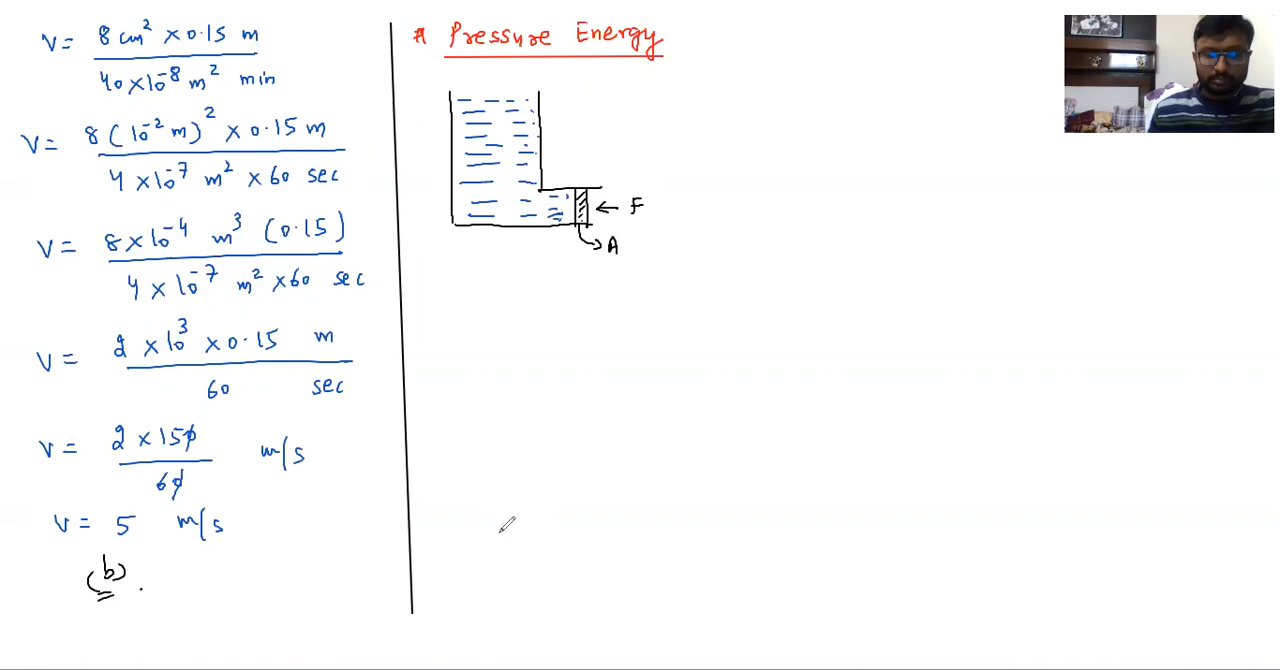 V = 8 cm² × 0.15 m / 40 × 10⁻⁸ m² min
V = 8 (10⁻² m)² × 0.15 m / 4 × 10⁻⁷ m² × 60 sec
V = 8 × 10⁻⁴ m³ (0.15) / 4 × 10⁻⁷ m² × 60 sec
V = 2 × 10³ × 0.15 m / 60 sec
V = 2 × 150 / 60 m/s
V = 5 m/s
(b).
* Pressure Energy
F
A